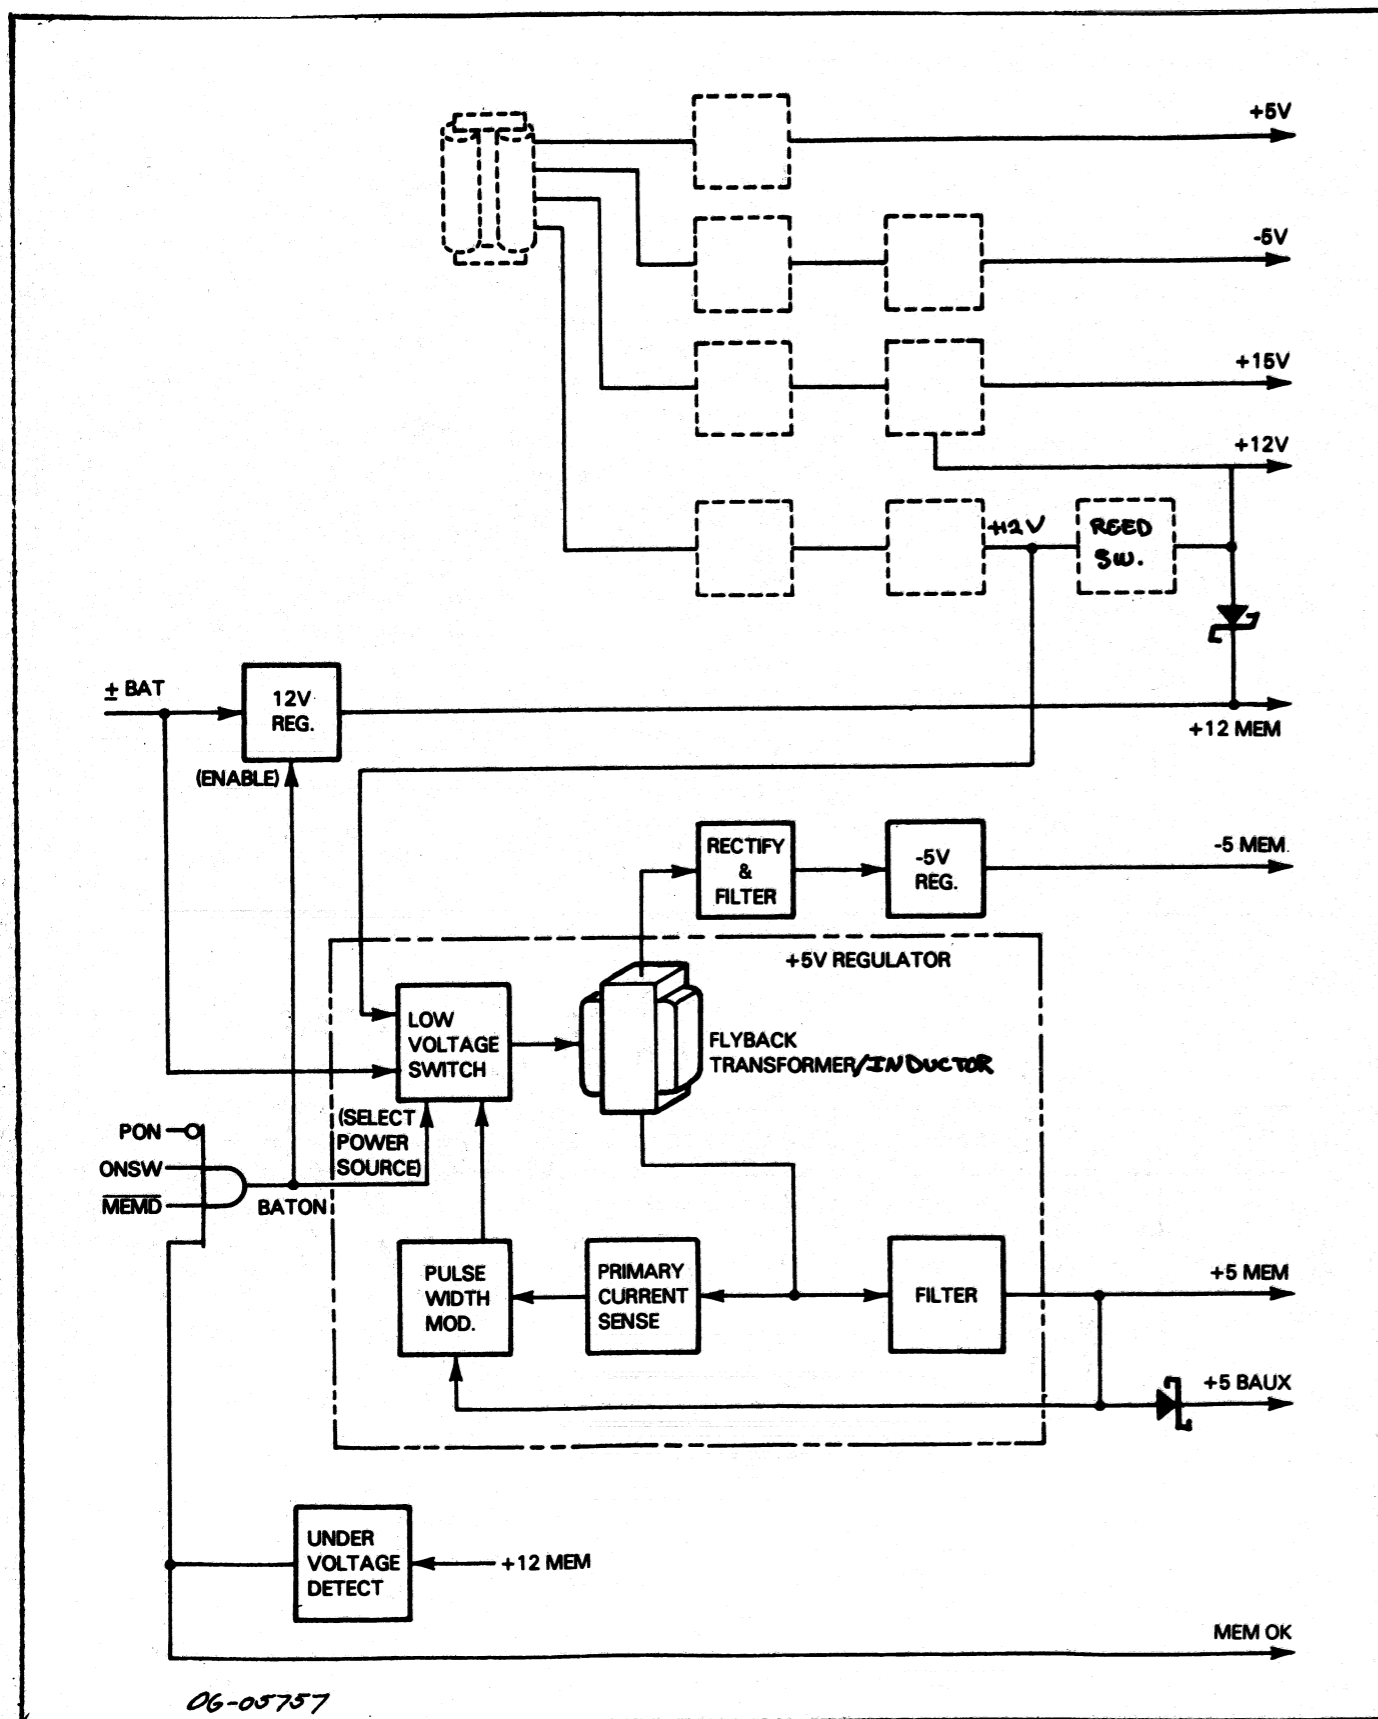 +5V
-5V
+15V
+12V
+12V
REED
SW.
± BAT
12V
REG.
+12 MEM
(ENABLE)
RECTIFY
&
FILTER
-5V
REG.
-5 MEM
+5V REGULATOR
LOW
VOLTAGE
SWITCH
FLYBACK
TRANSFORMER/INDUCTOR
(SELECT
POWER
SOURCE)
PON
ONSW
MEMD
BATON
PULSE
WIDTH
MOD.
PRIMARY
CURRENT
SENSE
FILTER
+5 MEM
+5 BAUX
UNDER
VOLTAGE
DETECT
+12 MEM
MEM OK
OG-05757